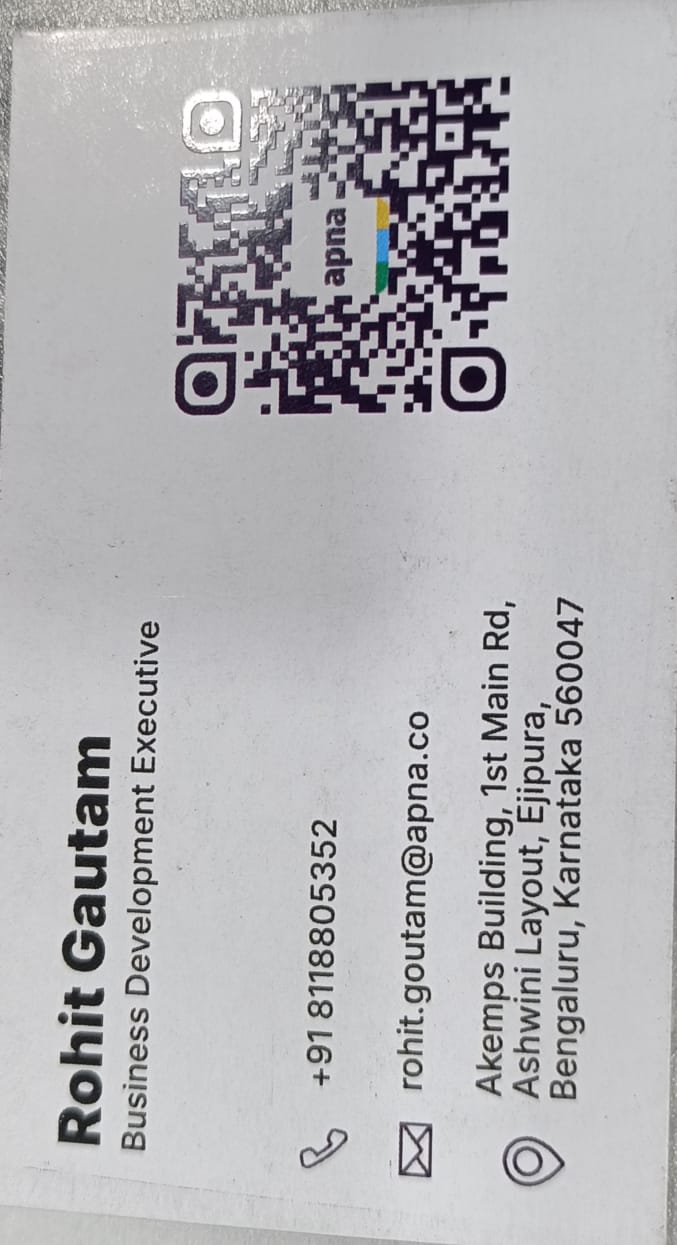 Rohit Gautam
Business Development Executive
+91 8118805352
rohit.goutam@apna.co
Akemps Building, 1st Main Rd,
Ashwini Layout, Ejipura,
Bengaluru, Karnataka 560047
apna